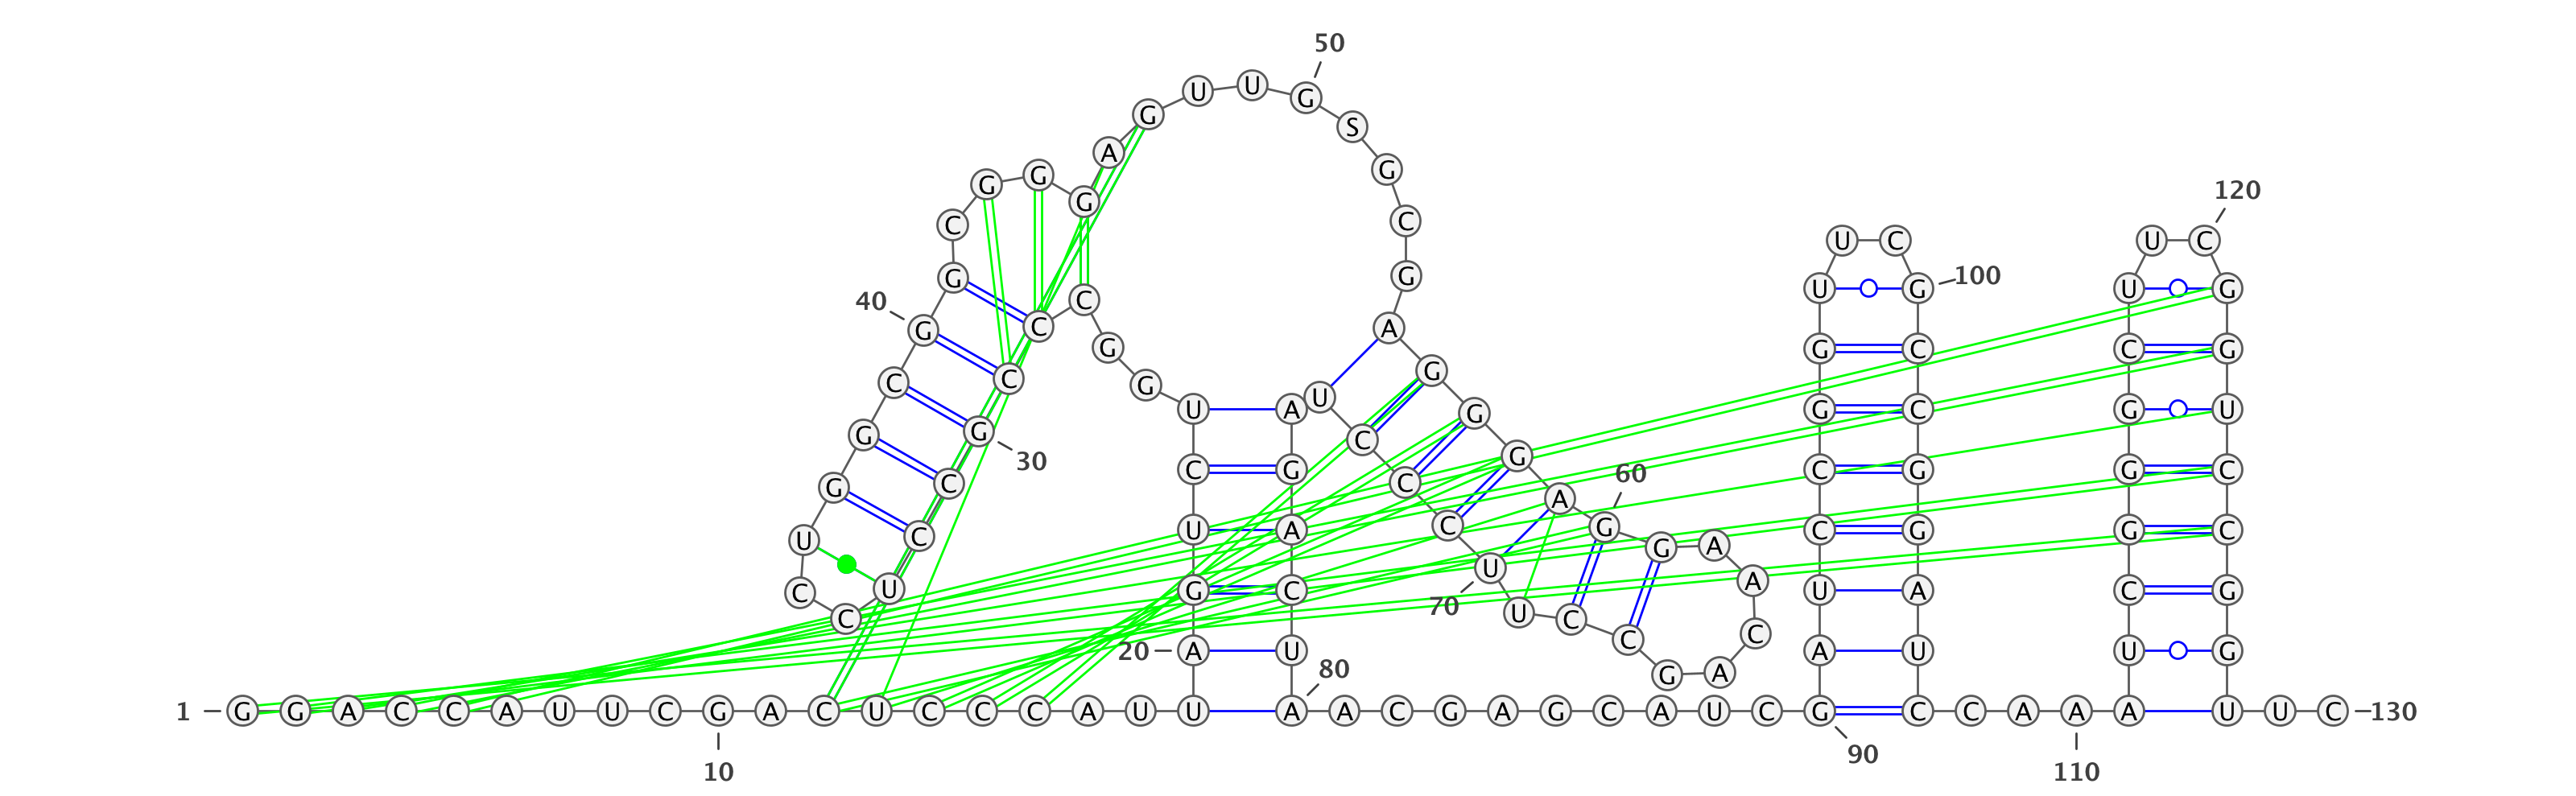 50
U U G
G S
A G
G G 120
G
C C
U C U C
G G 100
U G U G
40 C
G C A
G G C C G
G
C C G U
G
U A G C G U
G
G G C
30 G
C G C G G C
60
G C C
A
U A C G G C
C G
U C G A
U A
C U G C U A C G
70
C U C
C C
20 A U A U U G
80 G A
1 G G A C C A U U C G A C U C C C A U U A A C G A G C A U C G C C A A A U U C 130
90
10 110